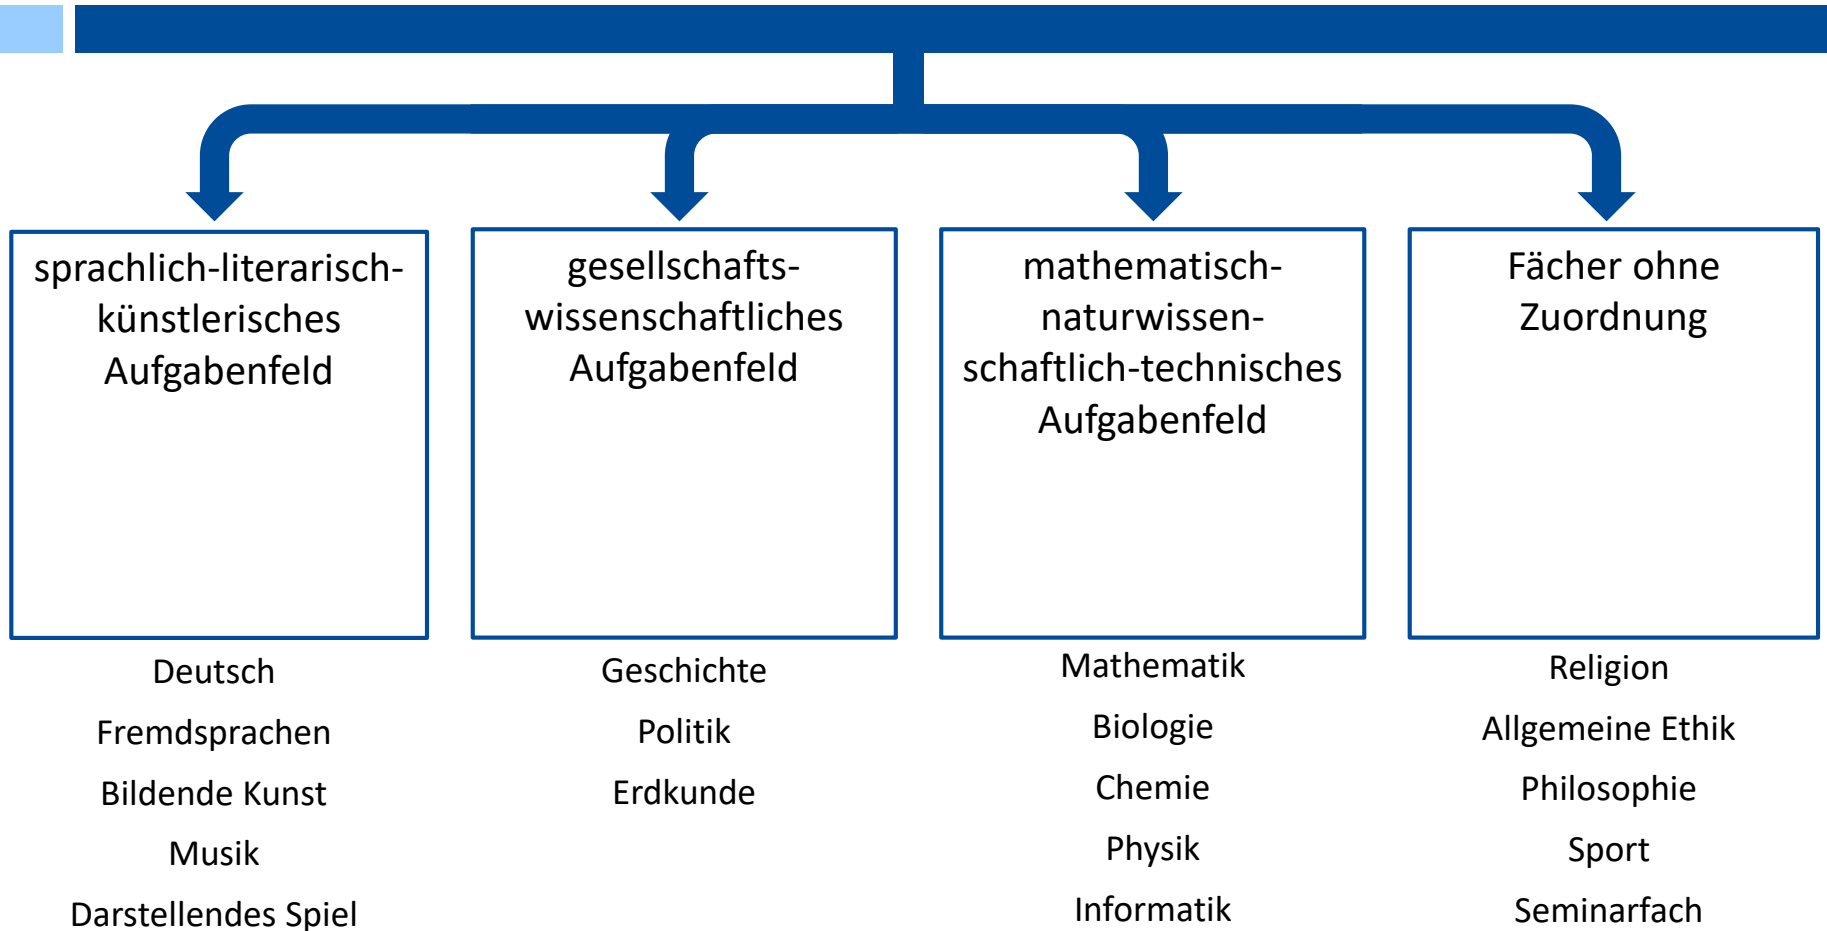 sprachlich-literarisch-
künstlerisches
Aufgabenfeld
Deutsch
Fremdsprachen
Bildende Kunst
Musik
Darstellendes Spiel
gesellschafts-
wissenschaftliches
Aufgabenfeld
Geschichte
Politik
Erdkunde
mathematisch-
naturwissen-
schaftlich-technisches
Aufgabenfeld
Mathematik
Biologie
Chemie
Physik
Informatik
Fächer ohne
Zuordnung
Religion
Allgemeine Ethik
Philosophie
Sport
Seminarfach